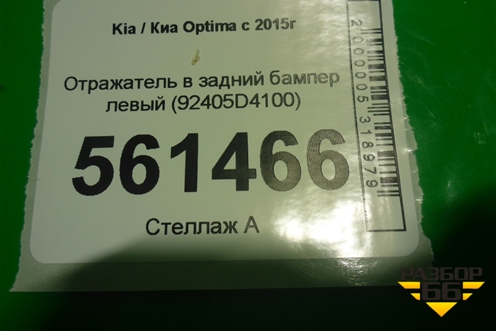 Kia / Киа Optima с 2015г
Отражатель в задний бампер
левый (92405D4100)
561466
Стеллаж А
2000005318979
РАЗБОР
66